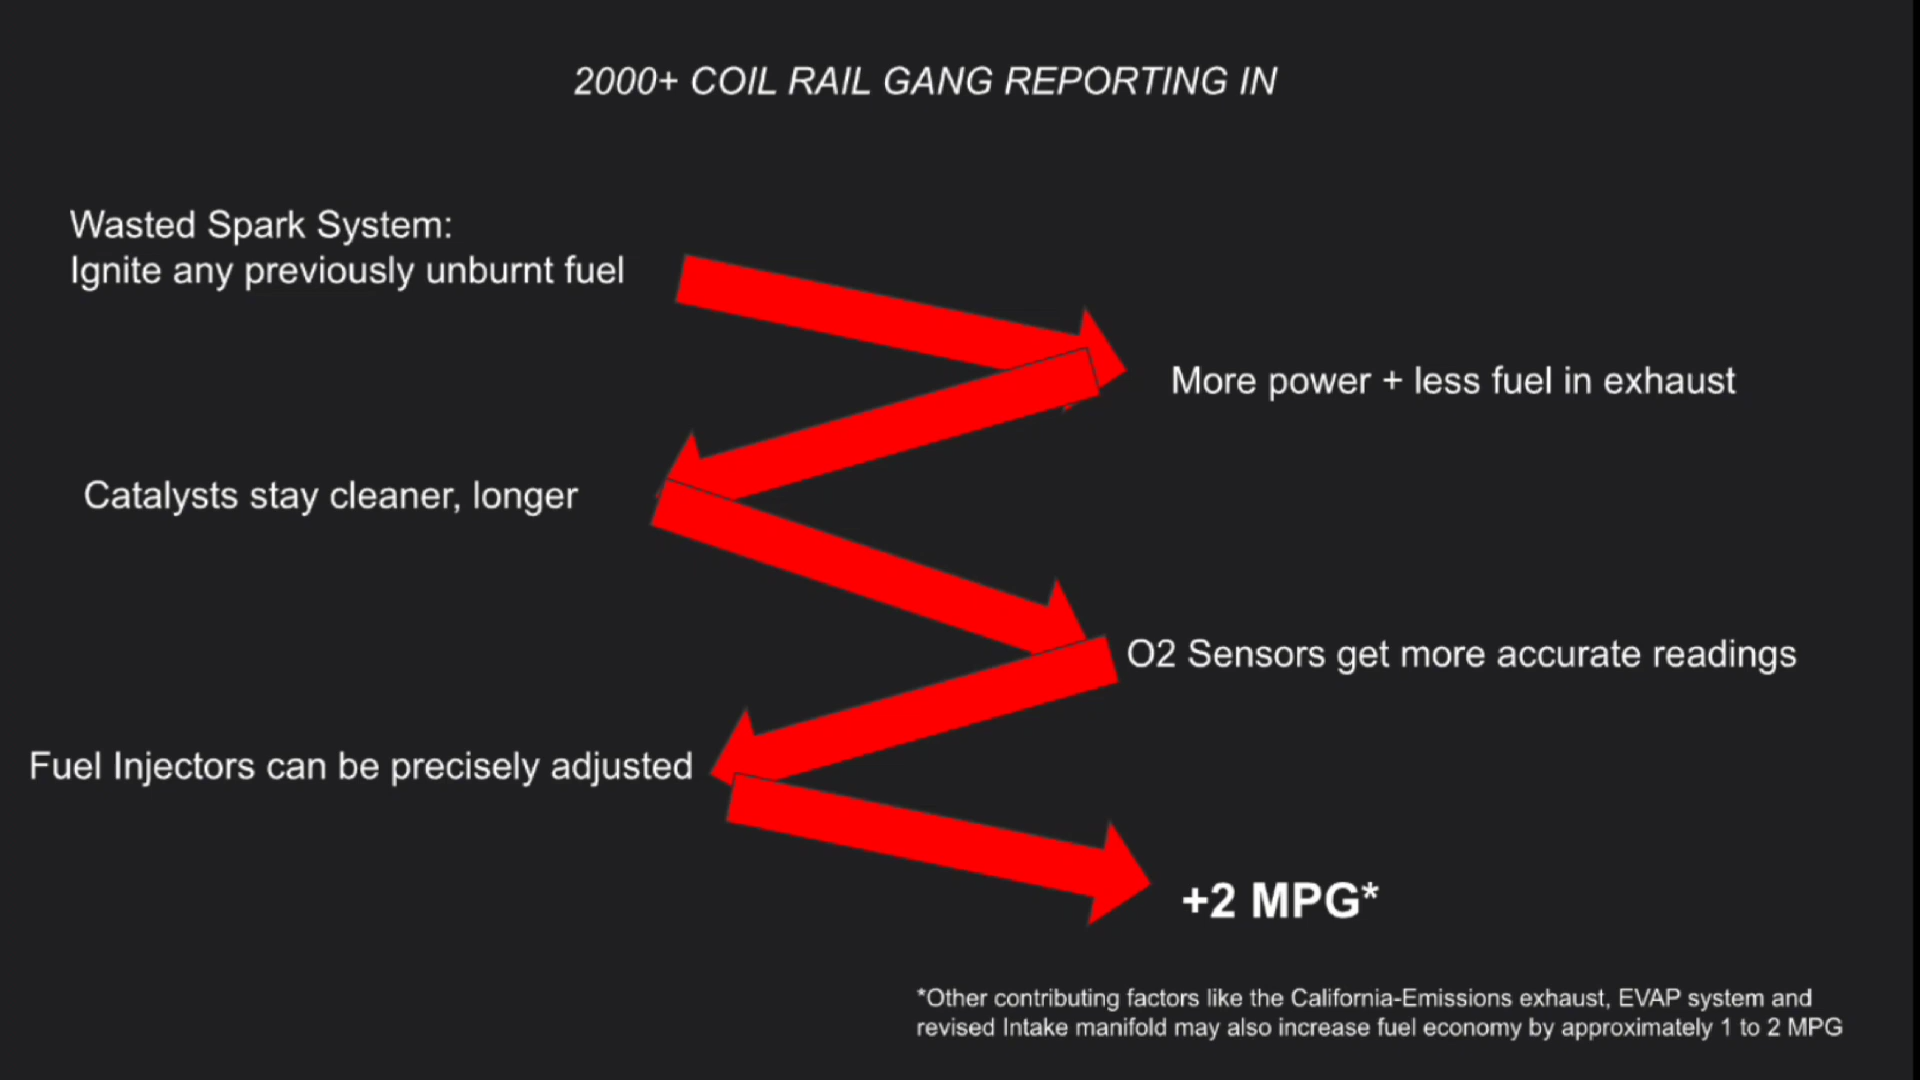 2000+ COIL RAIL GANG REPORTING IN
Wasted Spark System:
Ignite any previously unburnt fuel
More power + less fuel in exhaust
Catalysts stay cleaner, longer
O2 Sensors get more accurate readings
Fuel Injectors can be precisely adjusted
+2 MPG*
*Other contributing factors like the California-Emissions exhaust, EVAP system and
revised Intake manifold may also increase fuel economy by approximately 1 to 2 MPG